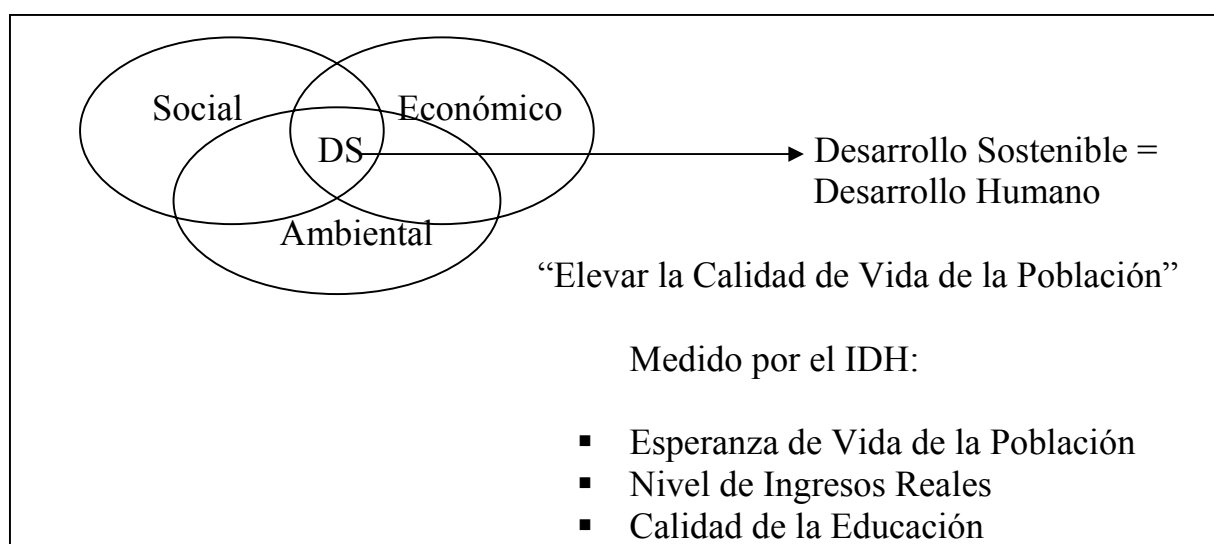 Social
Económico
DS
Desarrollo Sostenible =
Desarrollo Humano
Ambiental
“Elevar la Calidad de Vida de la Población”
Medido por el IDH:
▪ Esperanza de Vida de la Población
▪ Nivel de Ingresos Reales
▪ Calidad de la Educación